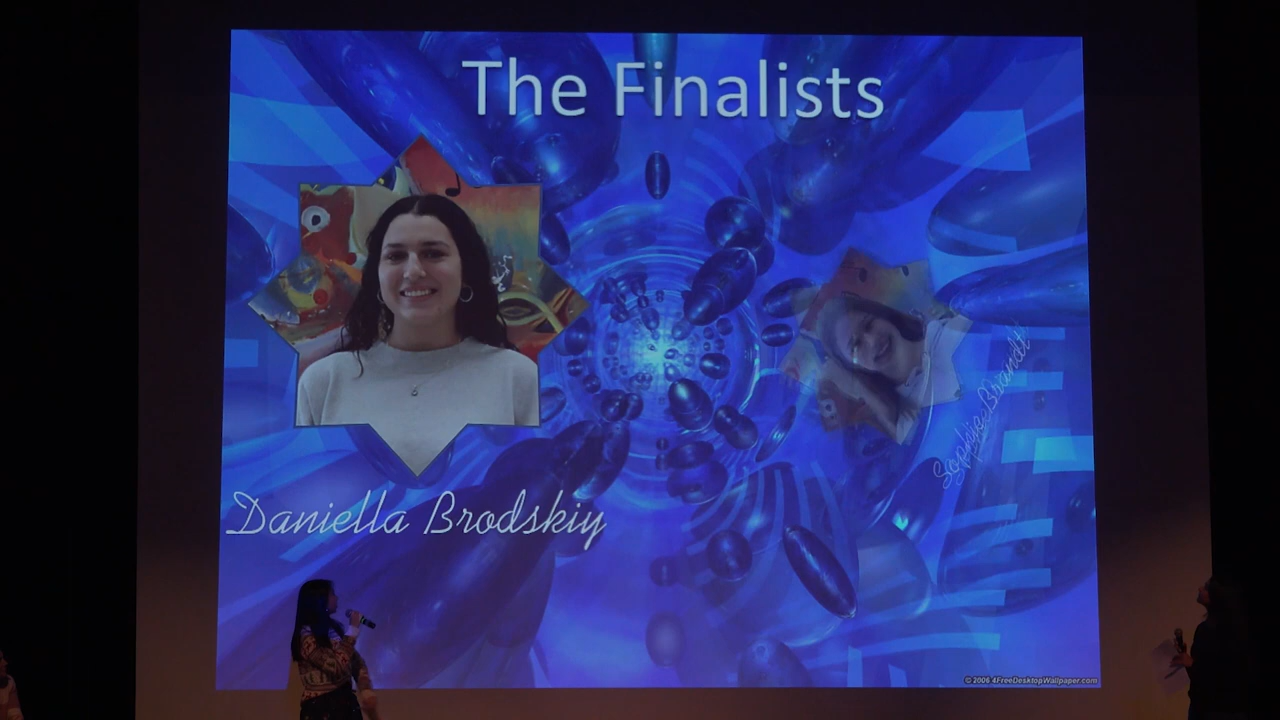 The Finalists
Daniella Brodskiy
Sophie Brandt
© 2006 4FreeDesktopWallpaper.com